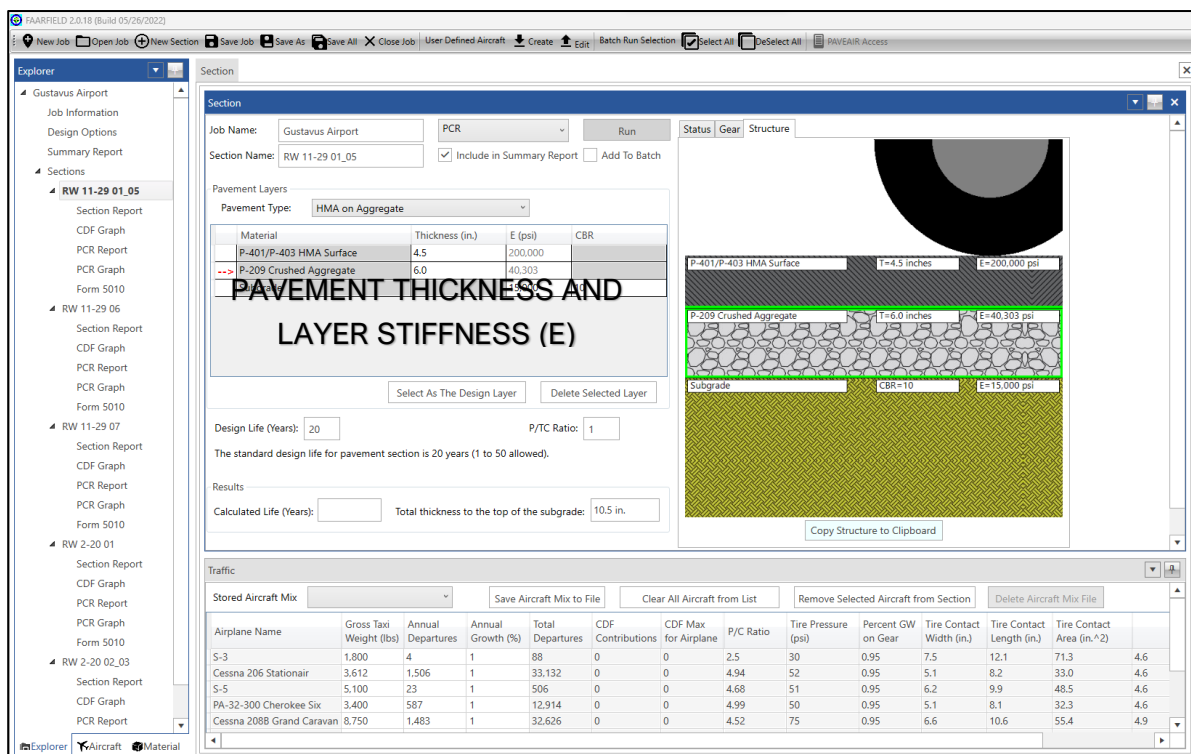 FAARFIELD 2.0.18 (Build 05/26/2022)
New Job Open Job New Section Save Job Save As Save All Close Job User Defined Aircraft Create Edit Batch Run Selection Select All DeSelect All PAVEAIR Access
Explorer
Gustavus Airport
Job Information
Design Options
Summary Report
Sections
RW 11-29 01_05
Section Report
CDF Graph
PCR Report
PCR Graph
Form 5010
RW 11-29 06
Section Report
CDF Graph
PCR Report
PCR Graph
Form 5010
RW 11-29 07
Section Report
CDF Graph
PCR Report
PCR Graph
Form 5010
RW 2-20 01
Section Report
CDF Graph
PCR Report
PCR Graph
Form 5010
RW 2-20 02_03
Section Report
CDF Graph
PCR Report
Explorer Aircraft Material
Section
Section
Job Name: Gustavus Airport PCR Run
Section Name: RW 11-29 01_05 Include in Summary Report Add To Batch
Pavement Layers
Pavement Type: HMA on Aggregate
Material Thickness (in.) E (psi) CBR
P-401/P-403 HMA Surface 4.5 200,000
--> P-209 Crushed Aggregate 6.0 40,303
Subgrade 15,000 10
PAVEMENT THICKNESS AND
LAYER STIFFNESS (E)
Select As The Design Layer Delete Selected Layer
Design Life (Years): 20 P/TC Ratio: 1
The standard design life for pavement section is 20 years (1 to 50 allowed).
Results
Calculated Life (Years): Total thickness to the top of the subgrade: 10.5 in.
Status Gear Structure
P-401/P-403 HMA Surface T=4.5 inches E=200,000 psi
P-209 Crushed Aggregate T=6.0 inches E=40,303 psi
Subgrade CBR=10 E=15,000 psi
Copy Structure to Clipboard
Traffic
Stored Aircraft Mix Save Aircraft Mix to File Clear All Aircraft from List Remove Selected Aircraft from Section Delete Aircraft Mix File
Airplane Name Gross Taxi Weight (lbs) Annual Departures Annual Growth (%) Total Departures CDF Contributions CDF Max for Airplane P/C Ratio Tire Pressure (psi) Percent GW on Gear Tire Contact Width (in.) Tire Contact Length (in.) Tire Contact Area (in.^2)
S-3 1,800 4 1 88 0 0 2.5 30 0.95 7.5 12.1 71.3 4.6
Cessna 206 Stationair 3,612 1,506 1 33,132 0 0 4.94 52 0.95 5.1 8.2 33.0 4.6
S-5 5,100 23 1 506 0 0 4.68 51 0.95 6.2 9.9 48.5 4.6
PA-32-300 Cherokee Six 3,400 587 1 12,914 0 0 4.99 50 0.95 5.1 8.1 32.3 4.6
Cessna 208B Grand Caravan 8,750 1,483 1 32,626 0 0 4.52 75 0.95 6.6 10.6 55.4 4.9